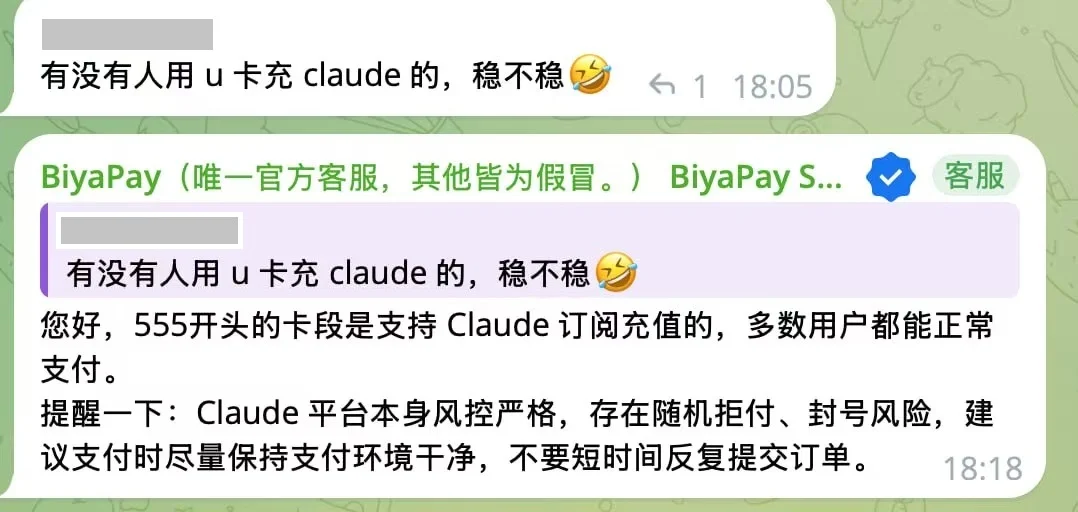 有没有人用 u 卡充 claude 的，稳不稳🤣
1 18:05
BiyaPay（唯一官方客服，其他皆为假冒。） BiyaPay S... 客服
有没有人用 u 卡充 claude 的，稳不稳🤣
您好，555开头的卡段是支持 Claude 订阅充值的，多数用户都能正常
支付。
提醒一下：Claude 平台本身风控严格，存在随机拒付、封号风险，建
议支付时尽量保持支付环境干净，不要短时间反复提交订单。
18:18